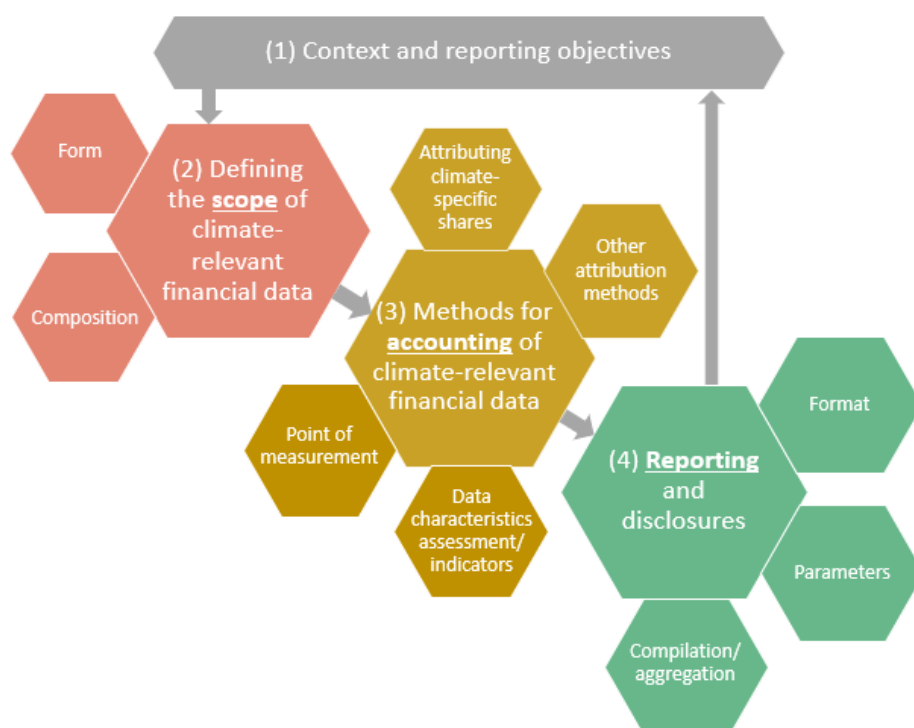 (1) Context and reporting objectives
Form
(2) Defining
the scope of
climate-
relevant
financial data
Composition
Attributing
climate-
specific
shares
Other
attribution
methods
(3) Methods for
accounting of
climate-relevant
financial data
Point of
measurement
Data
characteristics
assessment/
indicators
Format
(4) Reporting
and
disclosures
Parameters
Compilation/
aggregation